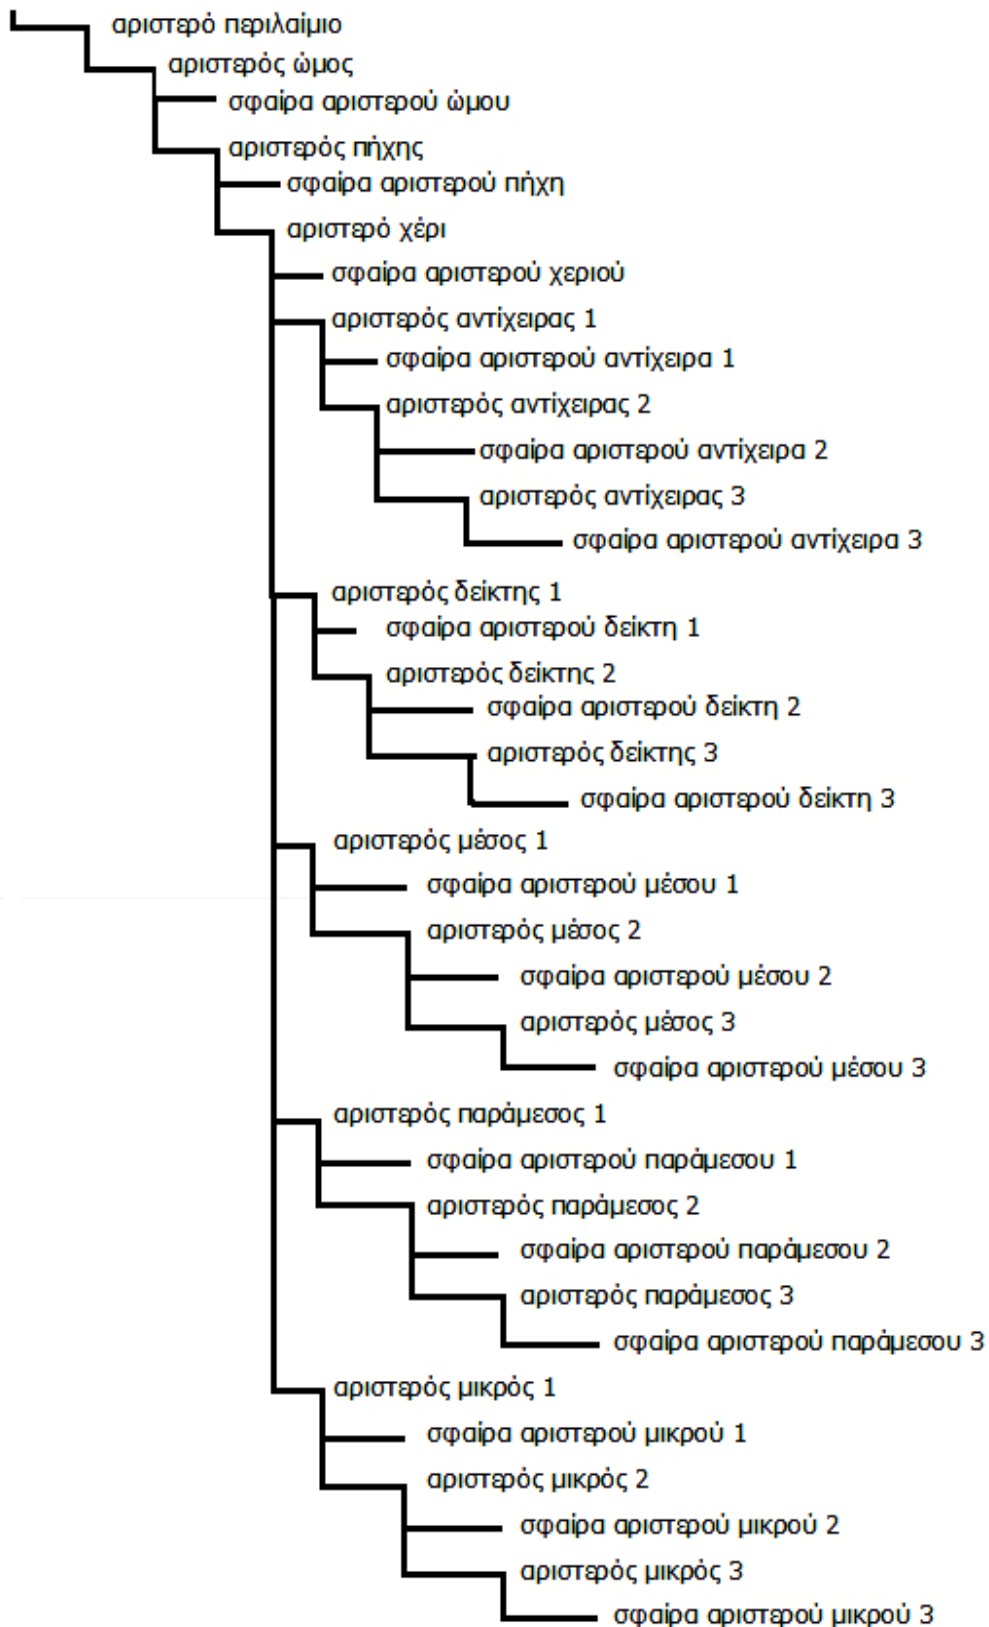 αριστερό περιλαίμιο
αριστερός ώμος
σφαίρα αριστερού ώμου
αριστερός πήχης
σφαίρα αριστερού πήχη
αριστερό χέρι
σφαίρα αριστερού χεριού
αριστερός αντίχειρας 1
σφαίρα αριστερού αντίχειρα 1
αριστερός αντίχειρας 2
σφαίρα αριστερού αντίχειρα 2
αριστερός αντίχειρας 3
σφαίρα αριστερού αντίχειρα 3
αριστερός δείκτης 1
σφαίρα αριστερού δείκτη 1
αριστερός δείκτης 2
σφαίρα αριστερού δείκτη 2
αριστερός δείκτης 3
σφαίρα αριστερού δείκτη 3
αριστερός μέσος 1
σφαίρα αριστερού μέσου 1
αριστερός μέσος 2
σφαίρα αριστερού μέσου 2
αριστερός μέσος 3
σφαίρα αριστερού μέσου 3
αριστερός παράμεσος 1
σφαίρα αριστερού παράμεσου 1
αριστερός παράμεσος 2
σφαίρα αριστερού παράμεσου 2
αριστερός παράμεσος 3
σφαίρα αριστερού παράμεσου 3
αριστερός μικρός 1
σφαίρα αριστερού μικρού 1
αριστερός μικρός 2
σφαίρα αριστερού μικρού 2
αριστερός μικρός 3
σφαίρα αριστερού μικρού 3